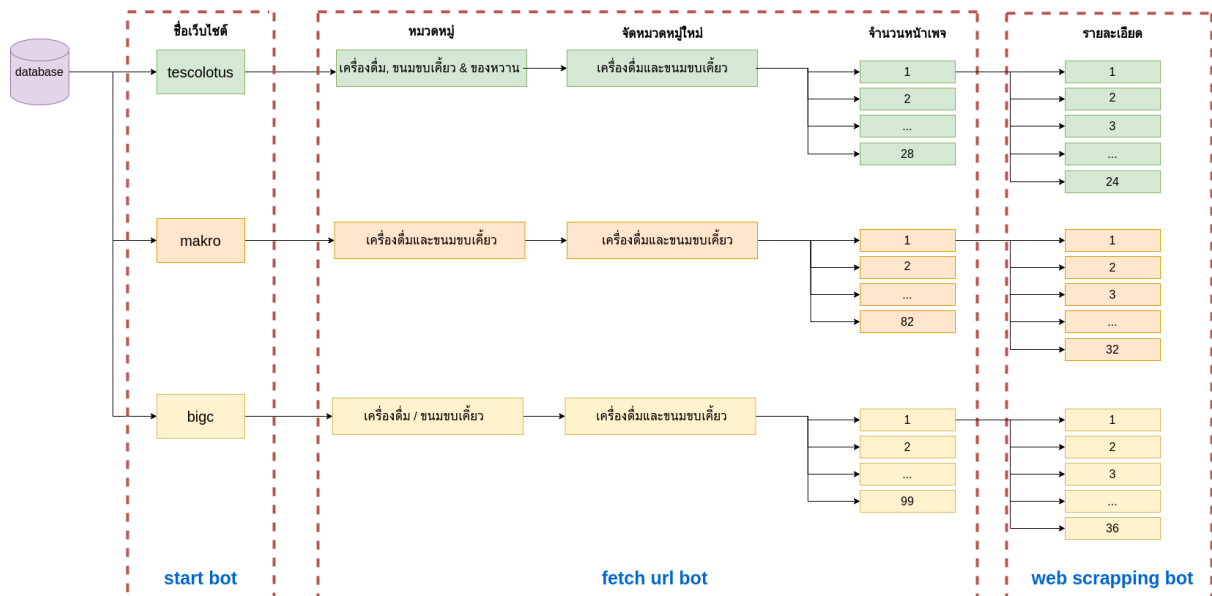 ชื่อเว็บไซต์
หมวดหมู่
จัดหมวดหมู่ใหม่
จำนวนหน้าเพจ
รายละเอียด
database
tescolotus
เครื่องดื่ม, ขนมขบเคี้ยว & ของหวาน
เครื่องดื่มและขนมขบเคี้ยว
1
2
...
28
1
2
3
...
24
makro
เครื่องดื่มและขนมขบเคี้ยว
เครื่องดื่มและขนมขบเคี้ยว
1
2
...
82
1
2
3
...
32
bigc
เครื่องดื่ม / ขนมขบเคี้ยว
เครื่องดื่มและขนมขบเคี้ยว
1
2
...
99
1
2
3
...
36
start bot
fetch url bot
web scrapping bot